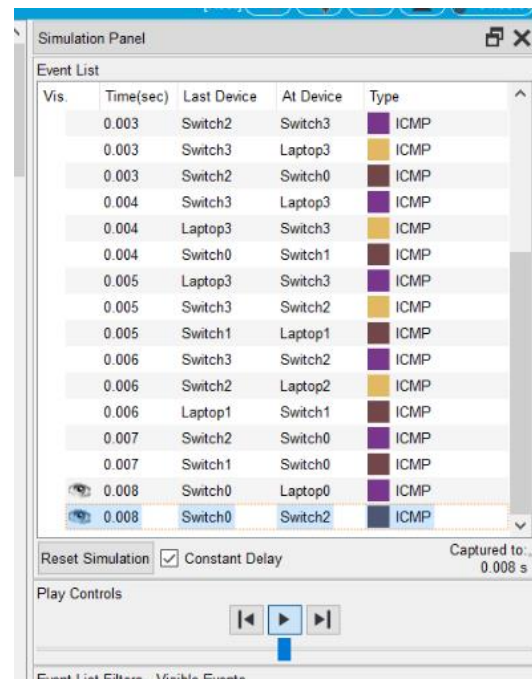 Simulation Panel
Event List
Vis. Time(sec) Last Device At Device Type
0.003 Switch2 Switch3 ICMP
0.003 Switch3 Laptop3 ICMP
0.003 Switch2 Switch0 ICMP
0.004 Switch3 Laptop3 ICMP
0.004 Laptop3 Switch3 ICMP
0.004 Switch0 Switch1 ICMP
0.005 Laptop3 Switch3 ICMP
0.005 Switch3 Switch2 ICMP
0.005 Switch1 Laptop1 ICMP
0.006 Switch3 Switch2 ICMP
0.006 Switch2 Laptop2 ICMP
0.006 Laptop1 Switch1 ICMP
0.007 Switch2 Switch0 ICMP
0.007 Switch1 Switch0 ICMP
0.008 Switch0 Laptop0 ICMP
0.008 Switch0 Switch2 ICMP
Reset Simulation Constant Delay Captured to:
0.008 s
Play Controls
Event List Filters - Visible Events